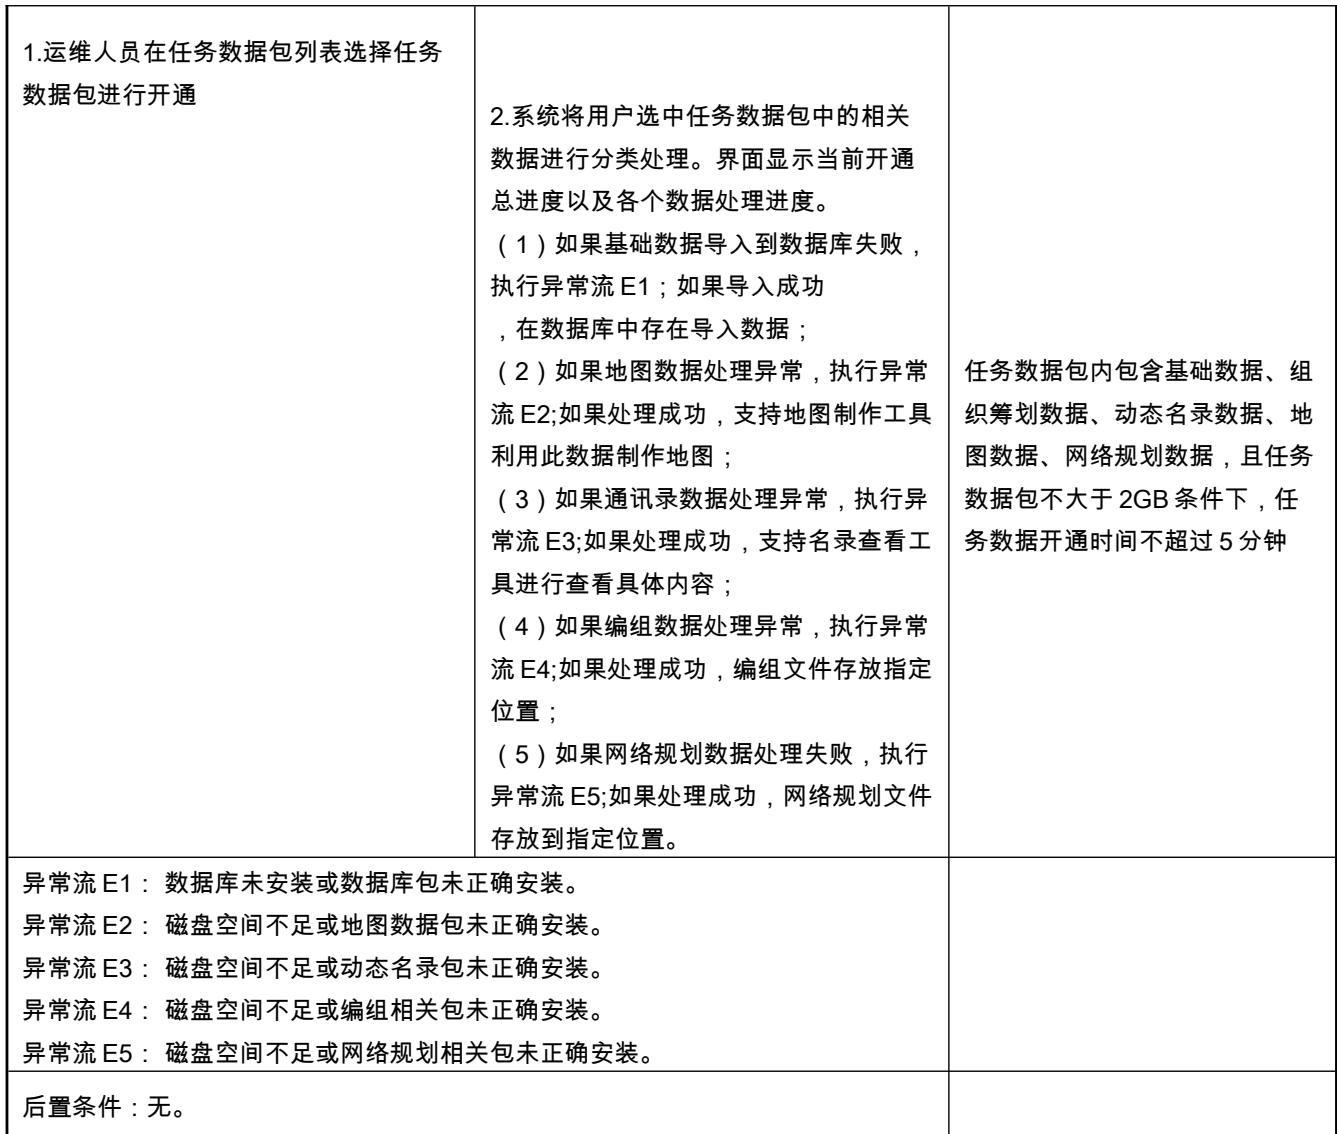 1.运维人员在任务数据包列表选择任务
数据包进行开通
2.系统将用户选中任务数据包中的相关
数据进行分类处理。界面显示当前开通
总进度以及各个数据处理进度。
（1）如果基础数据导入到数据库失败，
执行异常流 E1；如果导入成功
，在数据库中存在导入数据；
（2）如果地图数据处理异常，执行异常
流 E2;如果处理成功，支持地图制作工具
利用此数据制作地图；
（3）如果通讯录数据处理异常，执行异
常流 E3;如果处理成功，支持名录查看工
具进行查看具体内容；
（4）如果编组数据处理异常，执行异常
流 E4;如果处理成功，编组文件存放指定
位置；
（5）如果网络规划数据处理失败，执行
异常流 E5;如果处理成功，网络规划文件
存放到指定位置。
任务数据包内包含基础数据、组
织筹划数据、动态名录数据、地
图数据、网络规划数据，且任务
数据包不大于 2GB 条件下，任
务数据开通时间不超过 5 分钟
异常流 E1： 数据库未安装或数据库包未正确安装。
异常流 E2： 磁盘空间不足或地图数据包未正确安装。
异常流 E3： 磁盘空间不足或动态名录包未正确安装。
异常流 E4： 磁盘空间不足或编组相关包未正确安装。
异常流 E5： 磁盘空间不足或网络规划相关包未正确安装。
后置条件：无。